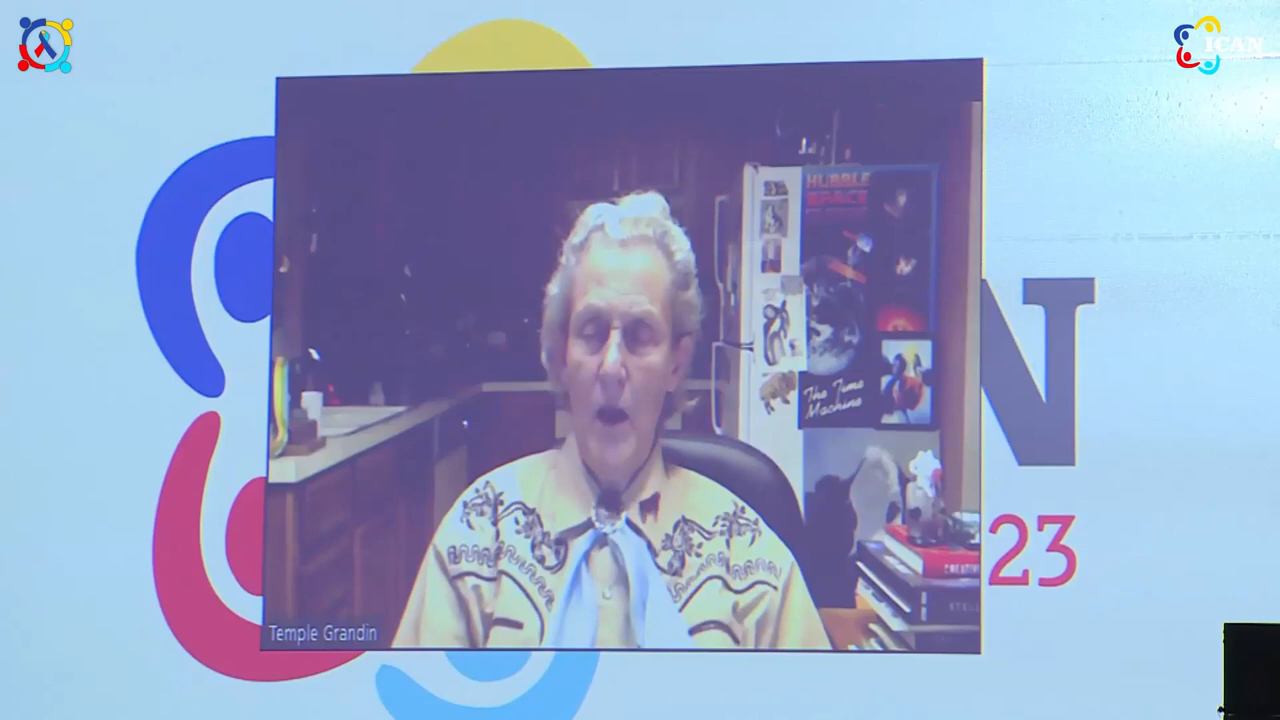 ICAN
HUBBLE
SPACE
The Time
Machine
N
23
Temple Grandin